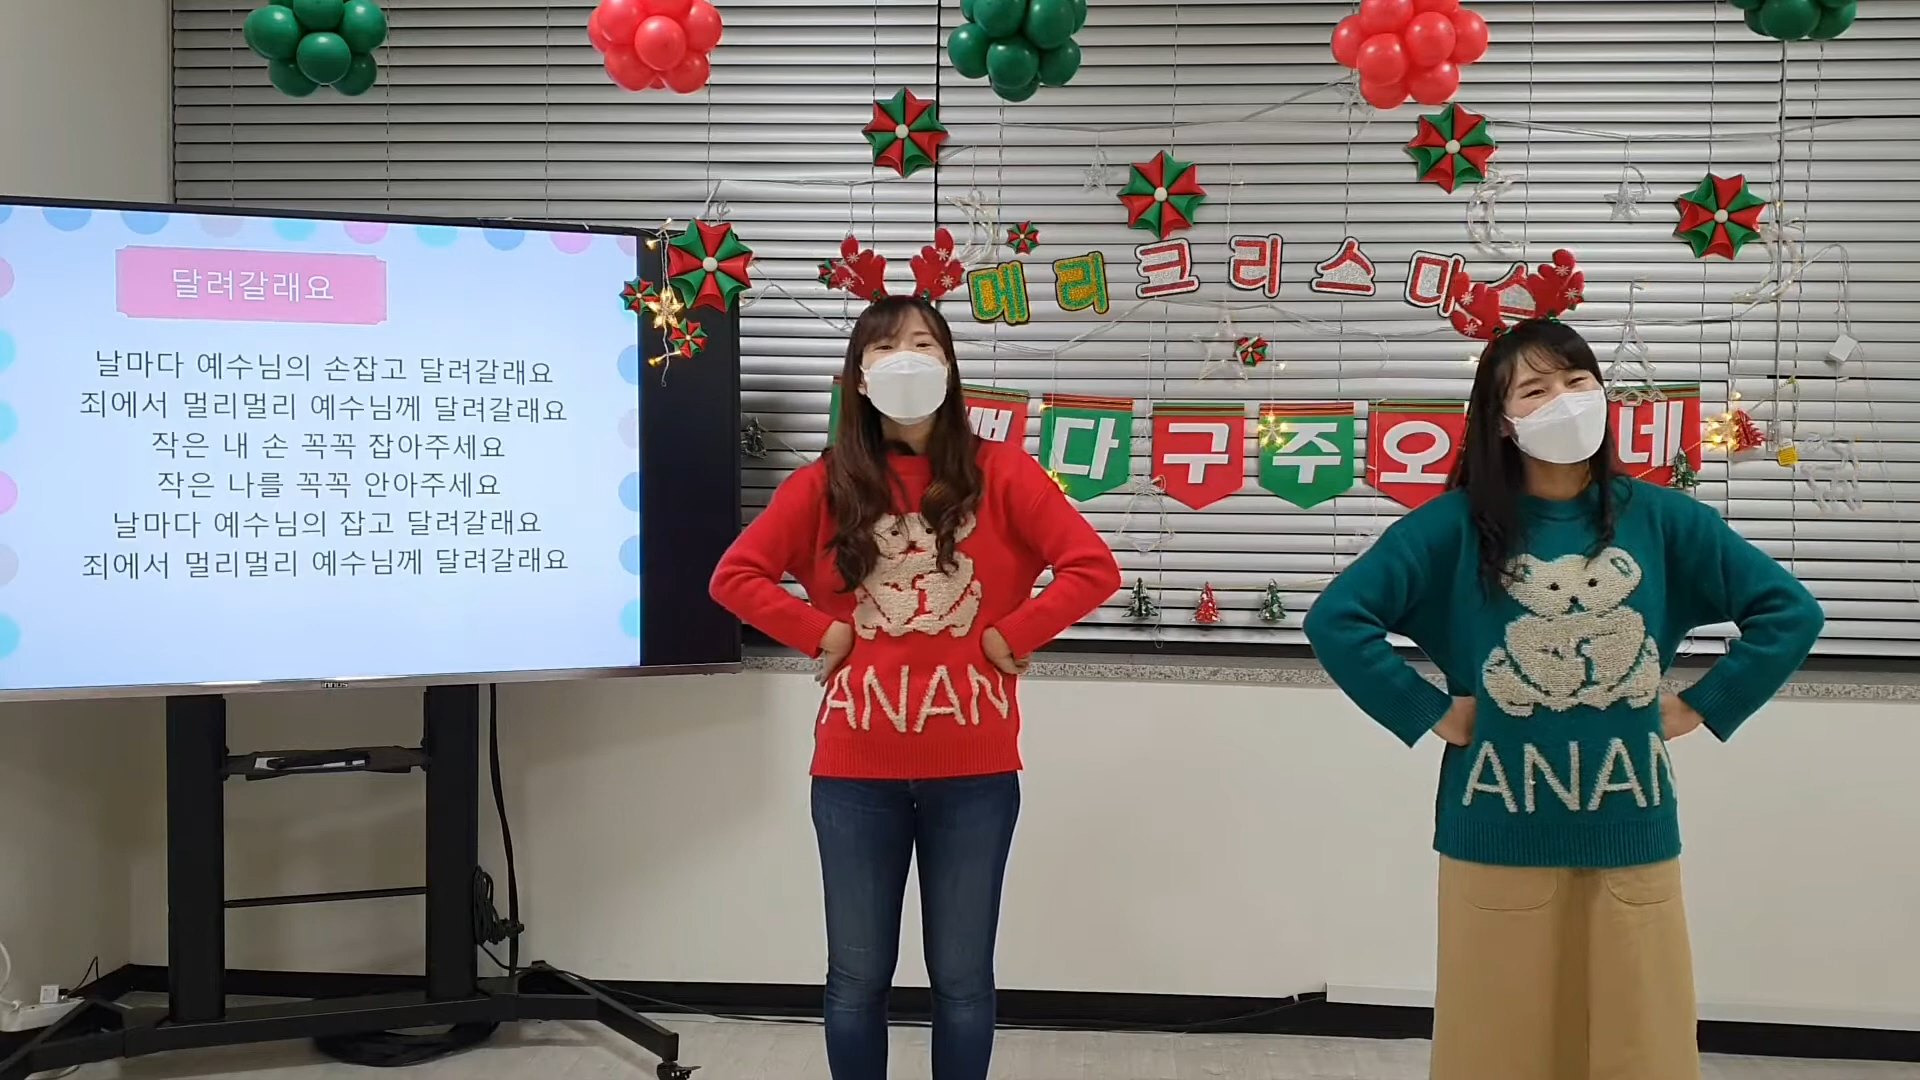 달려갈래요
날마다 예수님의 손잡고 달려갈래요
죄에서 멀리멀리 예수님께 달려갈래요
작은 내 손 꼭꼭 잡아주세요
작은 나를 꼭꼭 안아주세요
날마다 예수님의 잡고 달려갈래요
죄에서 멀리멀리 예수님께 달려갈래요
메리크리스마스
다구주오 네
ANAN
ANAN